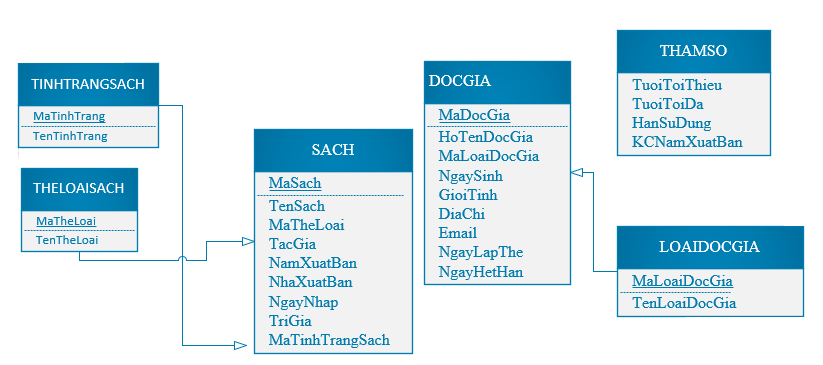 TINHTRANGSACH
MaTinhTrang
TenTinhTrang
THELOAISACH
MaTheLoai
TenTheLoai
SACH
MaSach
TenSach
MaTheLoai
TacGia
NamXuatBan
NhaXuatBan
NgayNhap
TriGia
MaTinhTrangSach
DOCGIA
MaDocGia
HoTenDocGia
MaLoaiDocGia
NgaySinh
GioiTinh
DiaChi
Email
NgayLapThe
NgayHetHan
THAMSO
TuoiToiThieu
TuoiToiDa
HanSuDung
KCNamXuatBan
LOAIDOCGIA
MaLoaiDocGia
TenLoaiDocGia